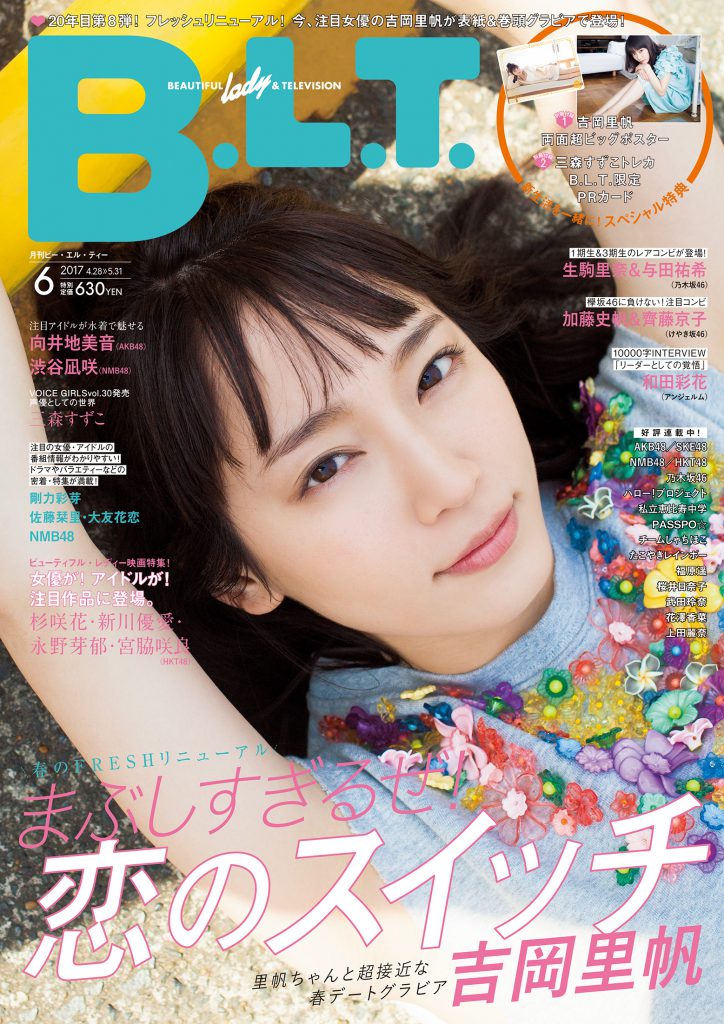 20年目第8弾!フレッシュリニューアル!今、注目女優の吉岡里帆が表紙&巻頭グラビアで登場!
B.L.T.
BEAUTIFUL lady & TELEVISION
1
吉岡里帆
両面超ビッグポスター
2
三森すずこトレカ
B.L.T.限定
PRカード
新生活を一緒に!スペシャル特典
月刊ビー・エル・ティー
6 2017 4.28≫5.31
特別定価630YEN
注目アイドルが水着で魅せる
向井地美音(AKB48)
渋谷凪咲(NMB48)
VOICE GIRLSvol.30発売
声優としての世界
三森すずこ
注目の女優・アイドルの
番組情報がわかりやすい!
ドラマやバラエティーなどの
密着・特集が満載!
剛力彩芽
佐藤栞里・大友花恋
NMB48
ビューティフル・レディー映画特集!
女優が!アイドルが!
注目作品に登場。
杉咲花・新川優愛・
永野芽郁・宮脇咲良
(HKT48)
1期生&3期生のレアコンビが登場!
生駒里奈&与田祐希
(乃木坂46)
欅坂46に負けない!注目コンビ
加藤史帆&齊藤京子
(けやき坂46)
10000字INTERVIEW
「リーダーとしての覚悟」
和田彩花
(アンジュルム)
好評連載中!
AKB48/SKE48
NMB48/HKT48
乃木坂46
ハロー!プロジェクト
私立恵比寿中学
PASSPO☆
チームしゃちほこ
たこやきレインボー
福原遥
桜井日奈子
武田玲奈
花澤香菜
上田麗奈
春のFRESHリニューアル
まぶしすぎるぜ!
恋のスイッチ
里帆ちゃんと超接近な
春デートグラビア
吉岡里帆